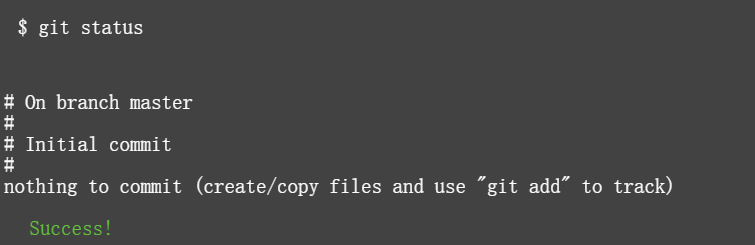 $ git status
# On branch master
#
# Initial commit
#
nothing to commit (create/copy files and use "git add" to track)
Success!